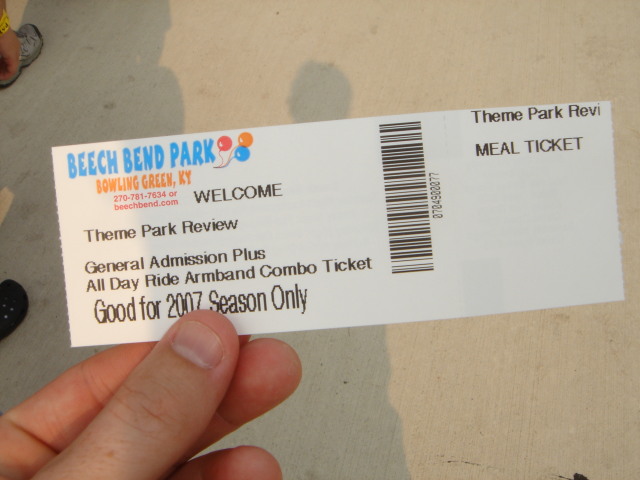 BEECH BEND PARK
BOWLING GREEN, KY
270-781-7634 or
beechbend.com
WELCOME
Theme Park Review
General Admission Plus
All Day Ride Armband Combo Ticket
Good for 2007 Season Only
0704900077
Theme Park Revi
MEAL TICKET